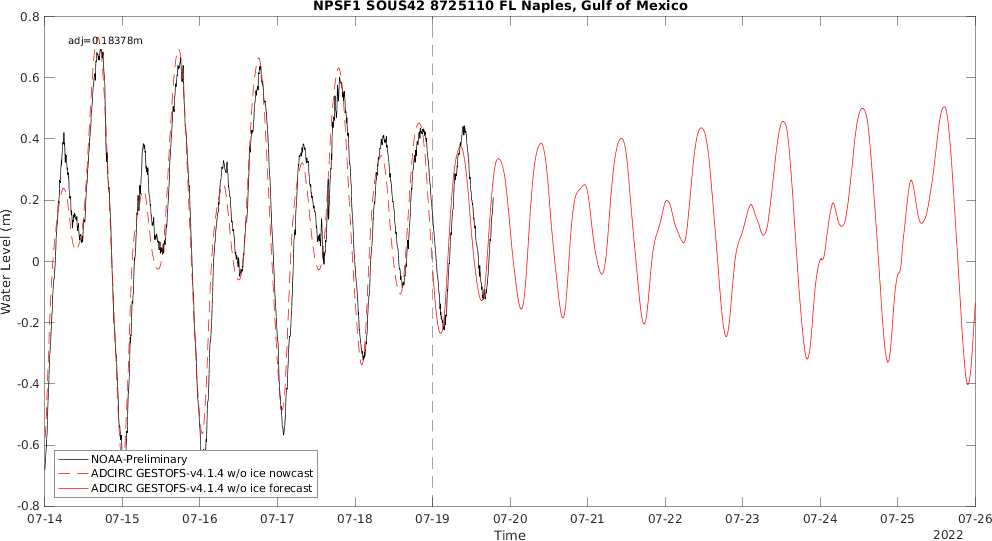 NPSF1 SOUS42 8725110 FL Naples, Gulf of Mexico
adj=0.18378m
0.8
0.6
0.4
0.2
0
-0.2
-0.4
-0.6
-0.8
Water Level (m)
NOAA-Preliminary
ADCIRC GESTOFS-v4.1.4 w/o ice nowcast
ADCIRC GESTOFS-v4.1.4 w/o ice forecast
07-14 07-15 07-16 07-17 07-18 07-19 07-20 07-21 07-22 07-23 07-24 07-25 07-26
Time
2022